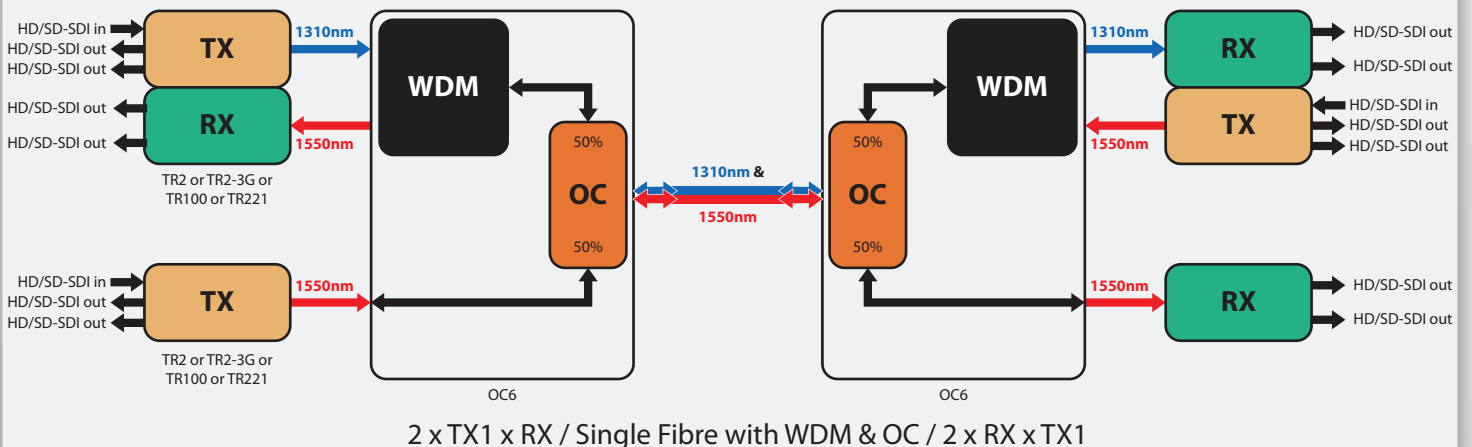 HD/SD-SDI in
HD/SD-SDI out
HD/SD-SDI out
TX
1310nm
HD/SD-SDI out
HD/SD-SDI out
RX
1550nm
TR2 or TR2-3G or
TR100 or TR221
HD/SD-SDI in
HD/SD-SDI out
HD/SD-SDI out
TX
1550nm
TR2 or TR2-3G or
TR100 or TR221
WDM
50%
OC
50%
OC6
1310nm &
1550nm
WDM
50%
OC
50%
OC6
1310nm
RX
HD/SD-SDI out
HD/SD-SDI out
1550nm
TX
HD/SD-SDI in
HD/SD-SDI out
HD/SD-SDI out
1550nm
RX
HD/SD-SDI out
HD/SD-SDI out
2 x TX1 x RX / Single Fibre with WDM & OC / 2 x RX x TX1